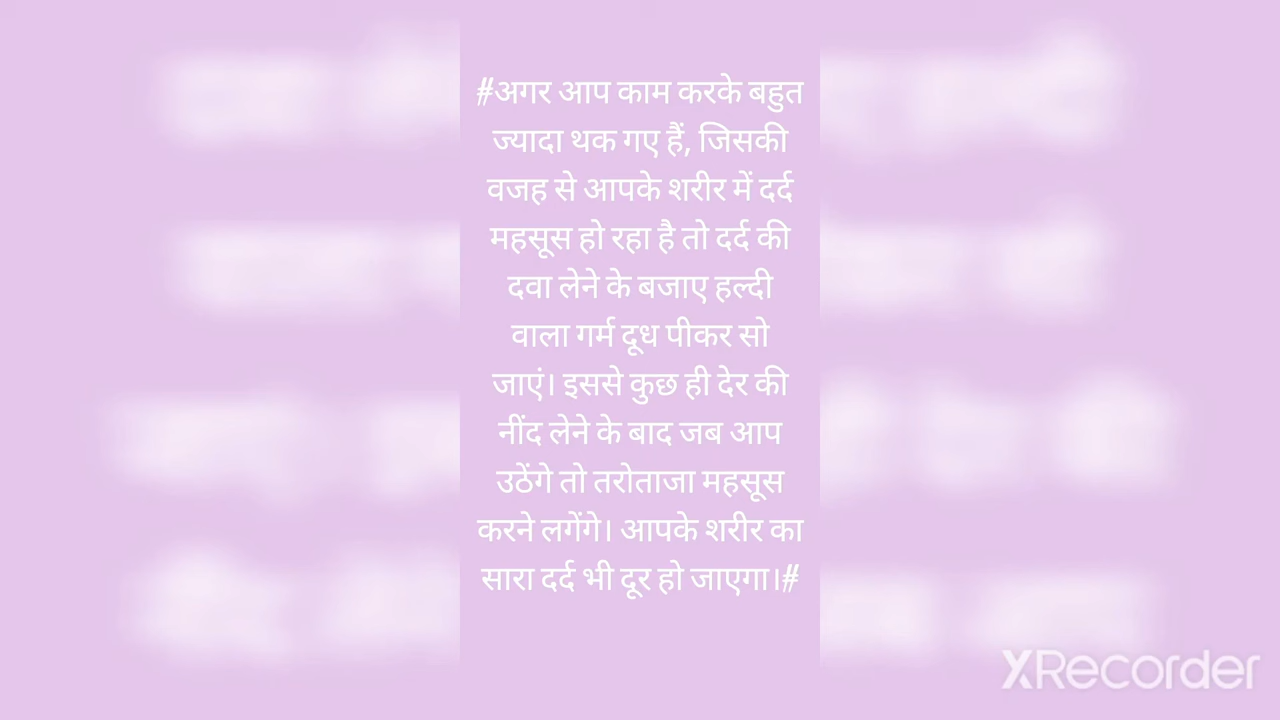 #अगर आप काम करके बहुत
ज्यादा थक गए हैं, जिसकी
वजह से आपके शरीर में दर्द
महसूस हो रहा है तो दर्द की
दवा लेने के बजाए हल्दी
वाला गर्म दूध पीकर सो
जाएं। इससे कुछ ही देर की
नींद लेने के बाद जब आप
उठेंगे तो तरोताजा महसूस
करने लगेंगे। आपके शरीर का
सारा दर्द भी दूर हो जाएगा।#
XRecorder